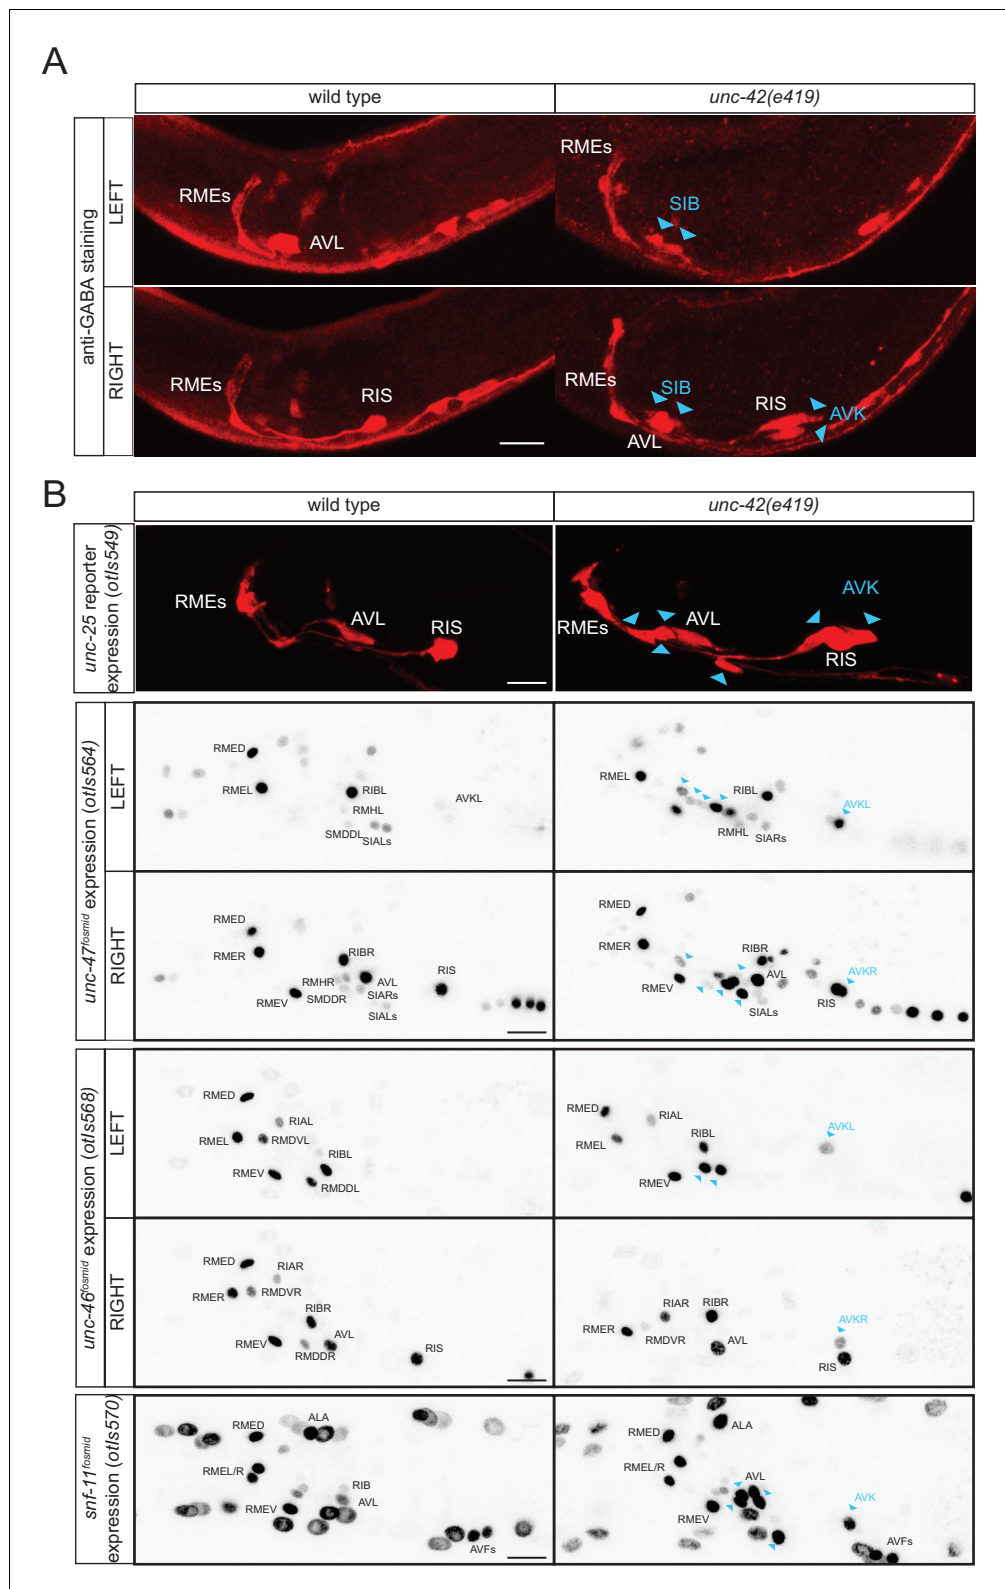 A
wild type
unc-42(e419)
anti-GABA staining
LEFT
RMEs
AVL
RMEs
SIB
RIGHT
RMEs
RIS
RMEs
SIB
AVL
RIS
AVK
B
wild type
unc-42(e419)
unc-25 reporter
expression (otIs549)
RMEs
AVL
RIS
RMEs
AVL
AVK
RIS
unc-47fosmid expression (otIs564)
LEFT
RMED
RMEL
RIBL
RMHL
SMDDL
SIALs
AVKL
RMEL
RIBL
RMHL
SIARs
AVKL
RIGHT
RMED
RMER
RMEV
RIBR
RMHR
SMDDR
AVL
SIARs
SIALs
RIS
RMED
RMER
RMEV
RIBR
AVL
SIALs
AVKR
RIS
unc-46fosmid expression (otIs568)
LEFT
RMED
RIAL
RMEL
RMDVL
RIBL
RMEV
RMDDL
RMED
RIAL
RMEL
RIBL
RMEV
AVKL
RIGHT
RMED
RIAR
RMER
RMDVR
RIBR
RMEV
AVL
RMDDR
RIS
RIAR
RIBR
RMER
RMDVR
AVL
AVKR
RIS
snf-11fosmid
expression (otIs570)
RMED
ALA
RMEL/R
RIB
RMEV
AVL
AVFs
RMED
ALA
RMEL/R
AVL
RMEV
AVK
AVFs